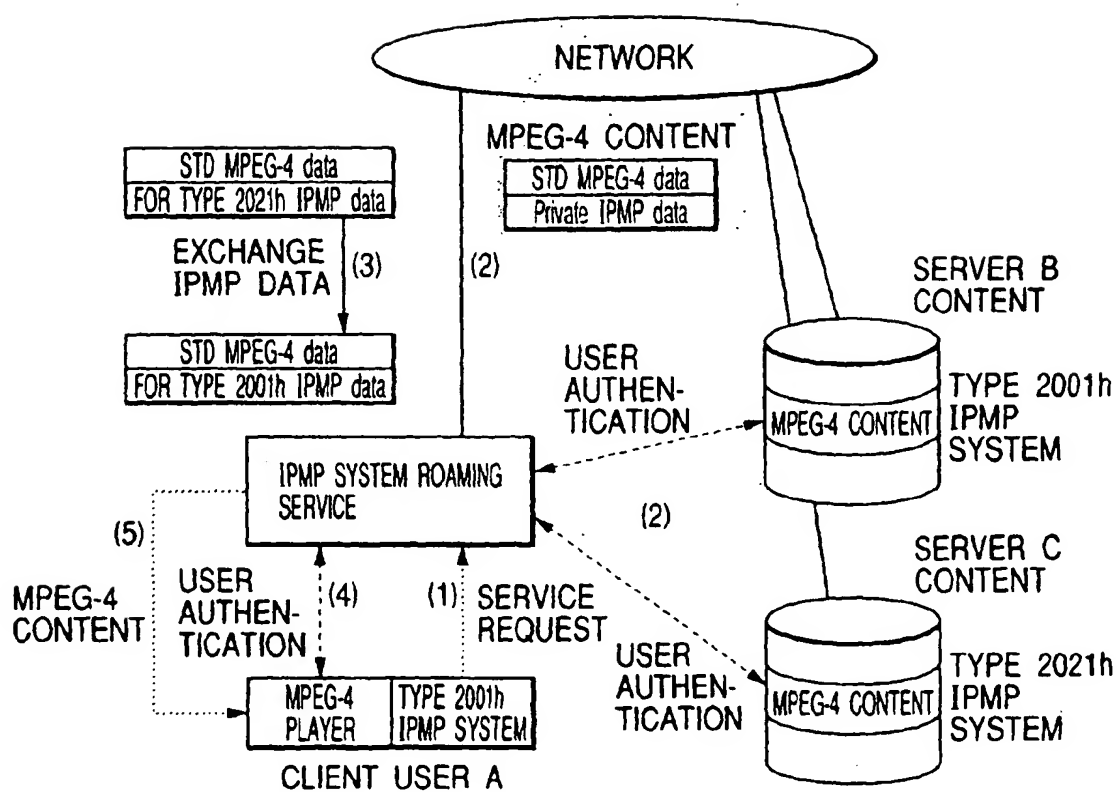 NETWORK
MPEG-4 CONTENT
STD MPEG-4 data
Private IPMP data
STD MPEG-4 data
FOR TYPE 2021h IPMP data
EXCHANGE
IPMP DATA
(3)
(2)
STD MPEG-4 data
FOR TYPE 2001h IPMP data
SERVER B
CONTENT
USER
AUTHEN-
TICATION
MPEG-4 CONTENT
TYPE 2001h
IPMP
SYSTEM
IPMP SYSTEM ROAMING
SERVICE
(2)
(5)
MPEG-4
CONTENT
USER
AUTHEN-
TICATION
(4)
(1)
SERVICE
REQUEST
SERVER C
CONTENT
USER
AUTHEN-
TICATION
MPEG-4 CONTENT
TYPE 2021h
IPMP
SYSTEM
MPEG-4
PLAYER
TYPE 2001h
IPMP SYSTEM
CLIENT USER A